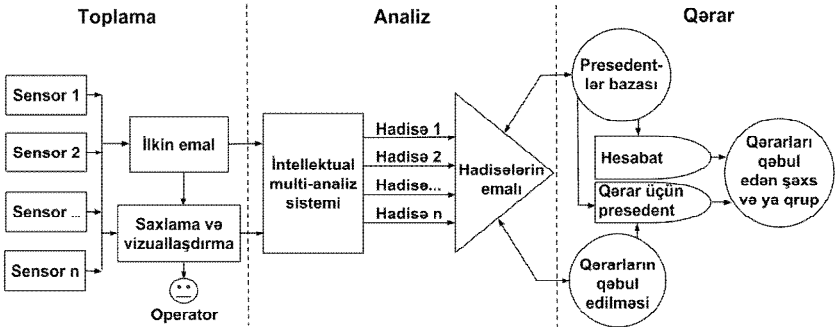 Toplama
Analiz
Qərar
Sensor 1
Sensor 2
Sensor ...
Sensor n
İlkin emal
Saxlama və
vizuallaşdırma
Operator
İntellektual
multi-analiz
sistemi
Hadisə 1
Hadisə 2
Hadisə...
Hadisə n
Hadisələrin
emalı
Presedent-
lər bazası
Hesabat
Qərar üçün
presedent
Qərarların
qəbul
edilməsi
Qərarları
qəbul
edən şəxs
və ya qrup